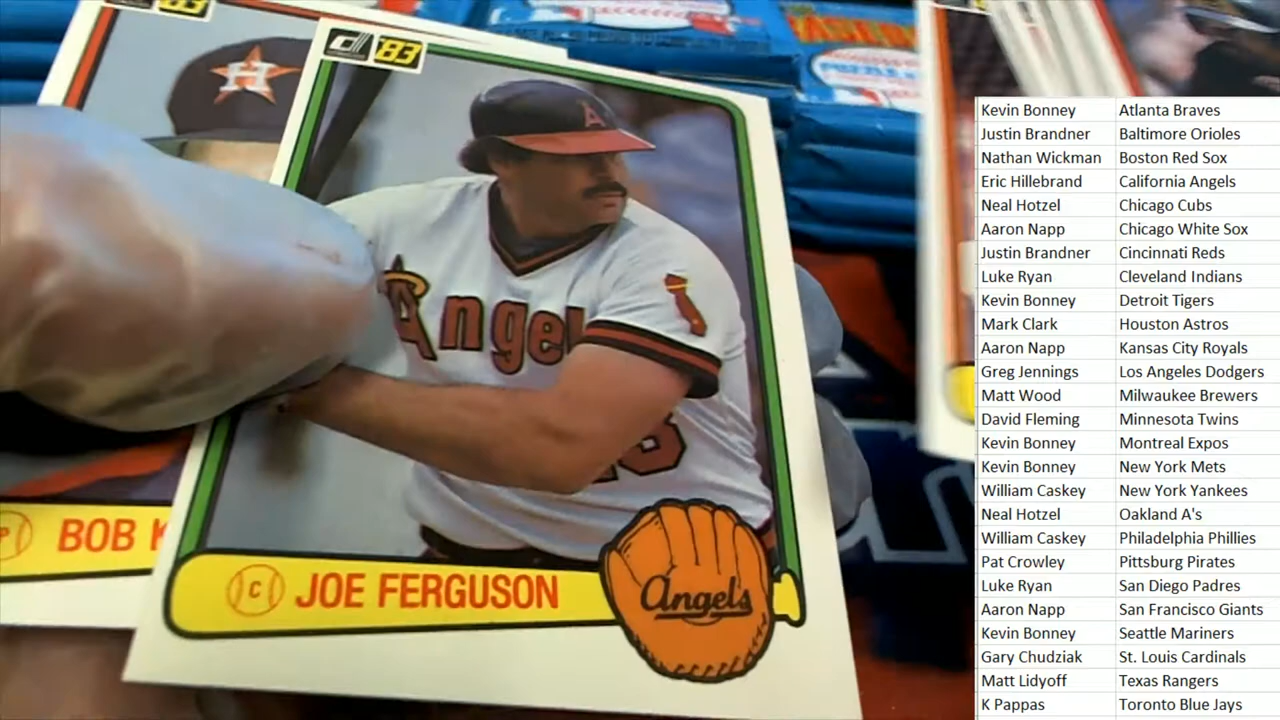 83
H
83
A
Angel
BOB K
C JOE FERGUSON
Angels
Kevin Bonney Atlanta Braves
Justin Brandner Baltimore Orioles
Nathan Wickman Boston Red Sox
Eric Hillebrand California Angels
Neal Hotzel Chicago Cubs
Aaron Napp Chicago White Sox
Justin Brandner Cincinnati Reds
Luke Ryan Cleveland Indians
Kevin Bonney Detroit Tigers
Mark Clark Houston Astros
Aaron Napp Kansas City Royals
Greg Jennings Los Angeles Dodgers
Matt Wood Milwaukee Brewers
David Fleming Minnesota Twins
Kevin Bonney Montreal Expos
Kevin Bonney New York Mets
William Caskey New York Yankees
Neal Hotzel Oakland A's
William Caskey Philadelphia Phillies
Pat Crowley Pittsburg Pirates
Luke Ryan San Diego Padres
Aaron Napp San Francisco Giants
Kevin Bonney Seattle Mariners
Gary Chudziak St. Louis Cardinals
Matt Lidyoff Texas Rangers
K Pappas Toronto Blue Jays